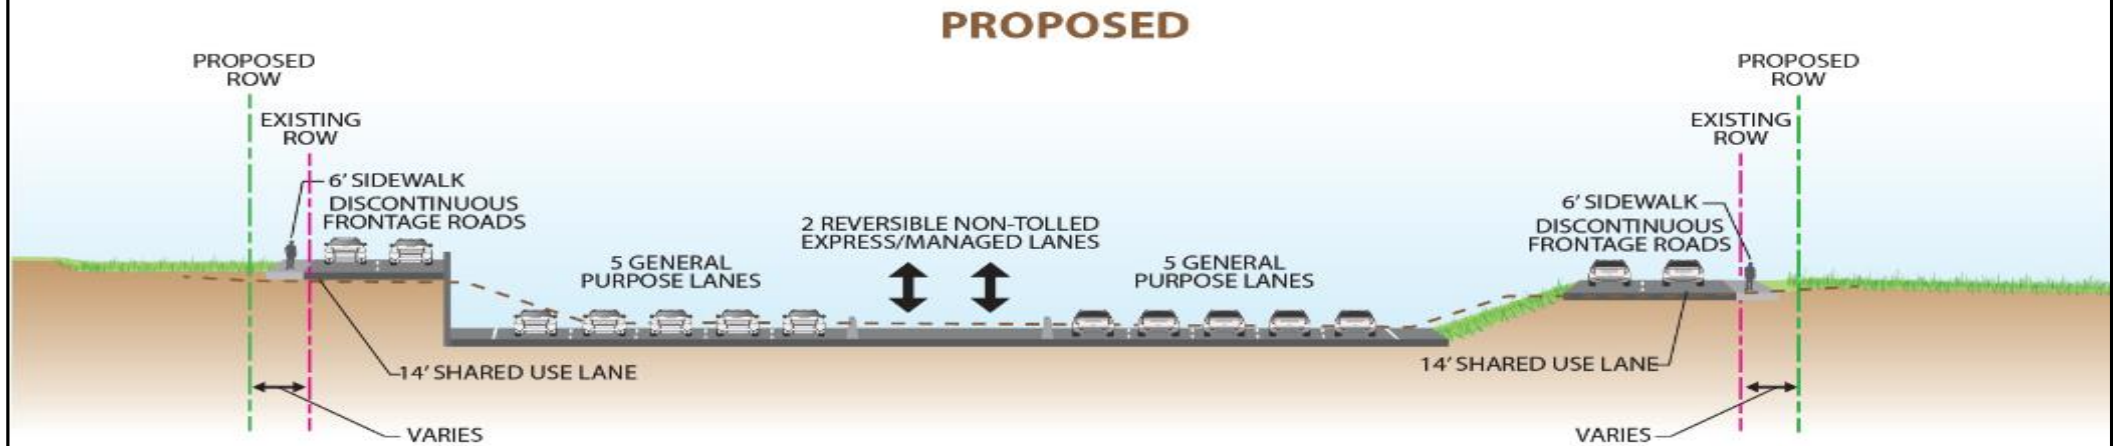 PROPOSED
PROPOSED
ROW
EXISTING
ROW
6' SIDEWALK
DISCONTINUOUS
FRONTAGE ROADS
5 GENERAL
PURPOSE LANES
2 REVERSIBLE NON-TOLLED
EXPRESS/MANAGED LANES
5 GENERAL
PURPOSE LANES
PROPOSED
ROW
EXISTING
ROW
6' SIDEWALK
DISCONTINUOUS
FRONTAGE ROADS
14' SHARED USE LANE
14' SHARED USE LANE
VARIES
VARIES